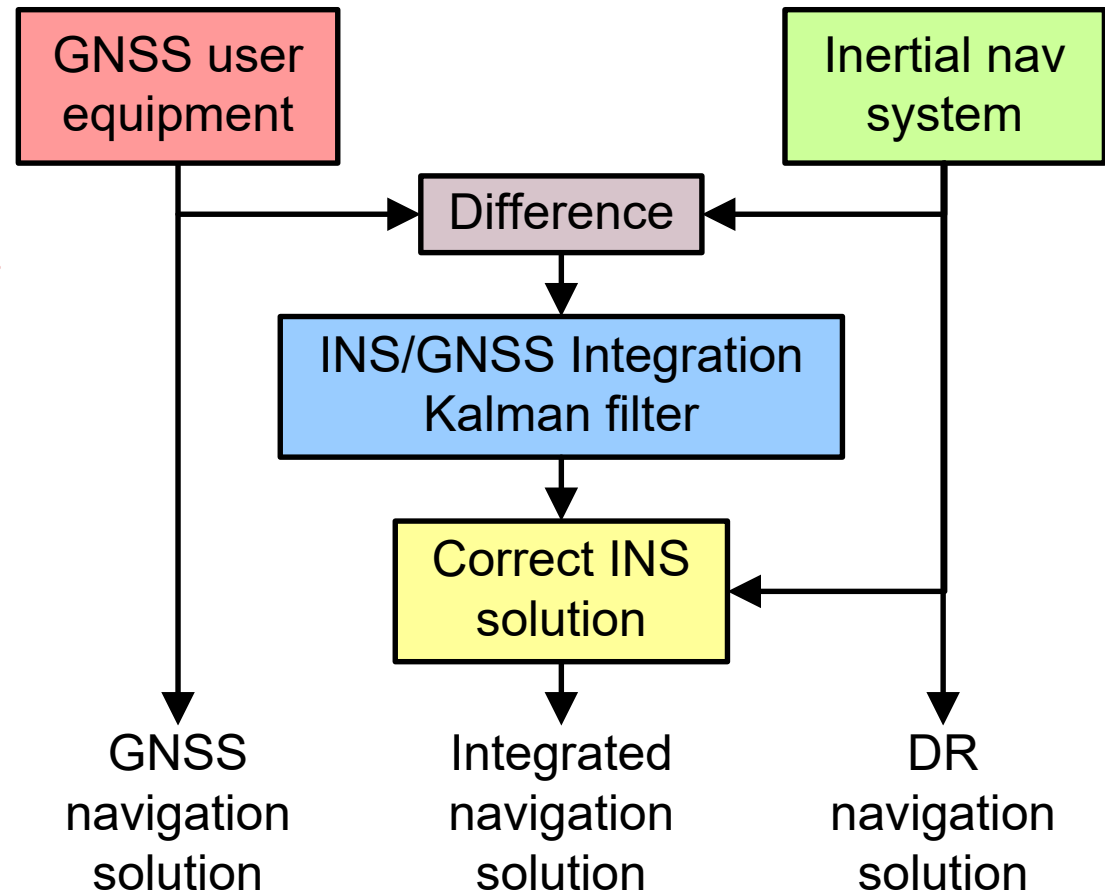 GNSS user
equipment
Inertial nav
system
Difference
INS/GNSS Integration
Kalman filter
Correct INS
solution
GNSS
navigation
solution
Integrated
navigation
solution
DR
navigation
solution